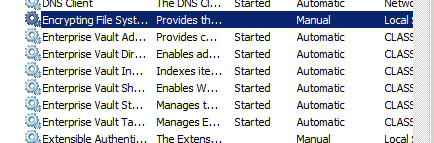 DNS Client The DNS Cl... Started Automatic Netwo
Encrypting File Syst... Provides th... Manual Local S
Enterprise Vault Ad... Provides c... Started Automatic CLASS
Enterprise Vault Dir... Enables ad... Started Automatic CLASS
Enterprise Vault In... Indexes ite... Started Automatic CLASS
Enterprise Vault Sh... Enables W... Started Automatic CLASS
Enterprise Vault St... Manages t... Started Automatic CLASS
Enterprise Vault Ta... Manages E... Started Automatic CLASS
Extensible Authenti... The Extens... Manual Local S